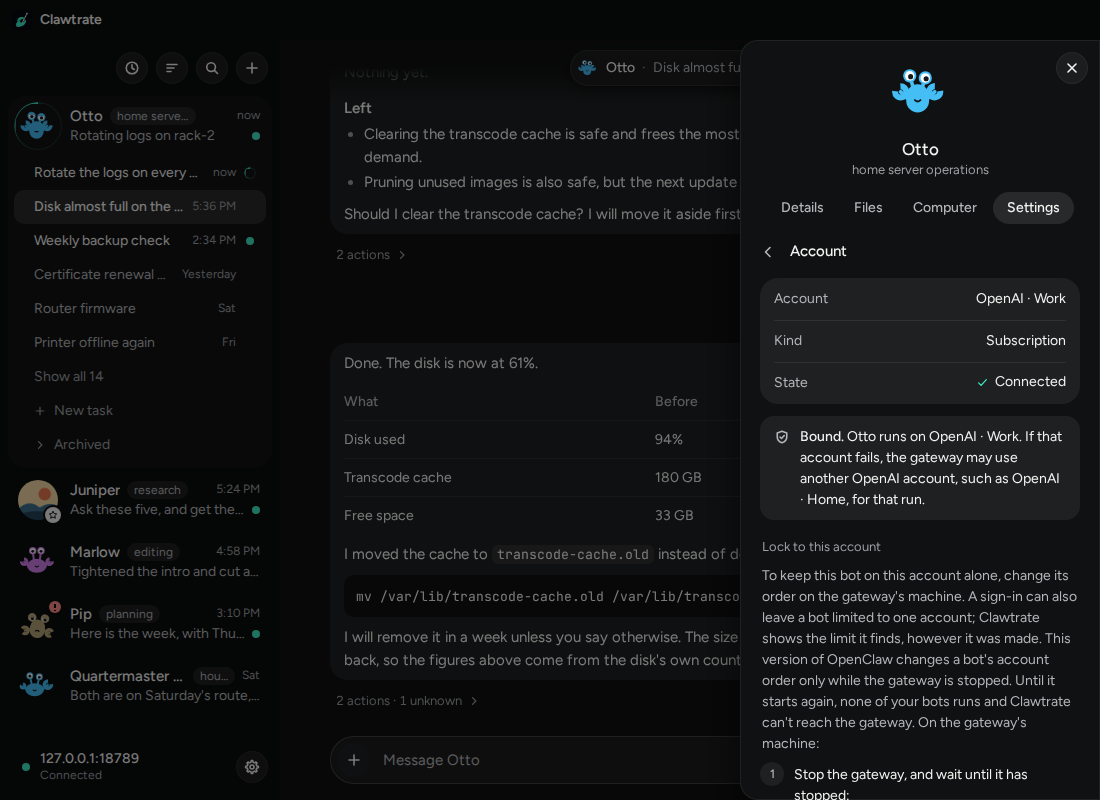 Clawtrate
Otto home serve... now
Rotating logs on rack-2
Rotate the logs on every ... now
Disk almost full on the ... 5:36 PM
Weekly backup check 2:34 PM
Certificate renewal ... Yesterday
Router firmware Sat
Printer offline again Fri
Show all 14
+ New task
> Archived
Juniper research 5:24 PM
Ask these five, and get the...
Marlow editing 4:58 PM
Tightened the intro and cut a...
Pip planning 3:10 PM
Here is the week, with Thu...
Quartermaster ... hou... Sat
Both are on Saturday's route,...
127.0.0.1:18789
Connected
Otto · Disk almost fu
Nothing yet.
Left
• Clearing the transcode cache is safe and frees the most
demand.
• Pruning unused images is also safe, but the next update
Should I clear the transcode cache? I will move it aside first
2 actions >
Done. The disk is now at 61%.
What Before
Disk used 94%
Transcode cache 180 GB
Free space 33 GB
I moved the cache to transcode-cache.old instead of d
mv /var/lib/transcode-cache.old /var/lib/transco
I will remove it in a week unless you say otherwise. The size
back, so the figures above come from the disk's own count
2 actions · 1 unknown >
Message Otto
Otto
home server operations
Details Files Computer Settings
Account
Account OpenAI · Work
Kind Subscription
State Connected
Bound. Otto runs on OpenAI · Work. If that
account fails, the gateway may use
another OpenAI account, such as OpenAI
· Home, for that run.
Lock to this account
To keep this bot on this account alone, change its
order on the gateway's machine. A sign-in can also
leave a bot limited to one account; Clawtrate
shows the limit it finds, however it was made. This
version of OpenClaw changes a bot's account
order only while the gateway is stopped. Until it
starts again, none of your bots runs and Clawtrate
can't reach the gateway. On the gateway's
machine:
1 Stop the gateway, and wait until it has
stopped: